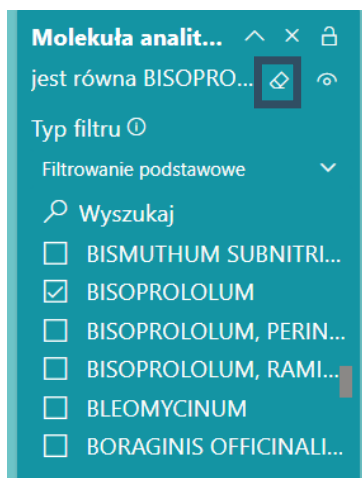 Molekuła analit...
jest równa BISOPRO...
Typ filtru
Filtrowanie podstawowe
Wyszukaj
BISMUTHUM SUBNITRI...
BISOPROLOLUM
BISOPROLOLUM, PERIN...
BISOPROLOLUM, RAMI...
BLEOMYCINUM
BORAGINIS OFFICINALI...